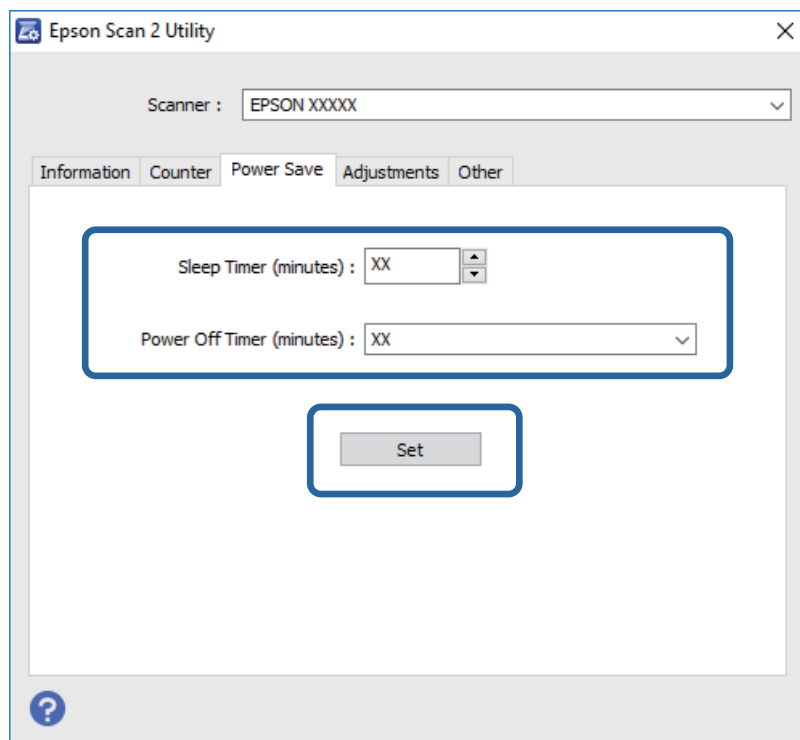 Epson Scan 2 Utility
Scanner : EPSON XXXXX
Information Counter Power Save Adjustments Other
Sleep Timer (minutes) : XX
Power Off Timer (minutes) : XX
Set
?